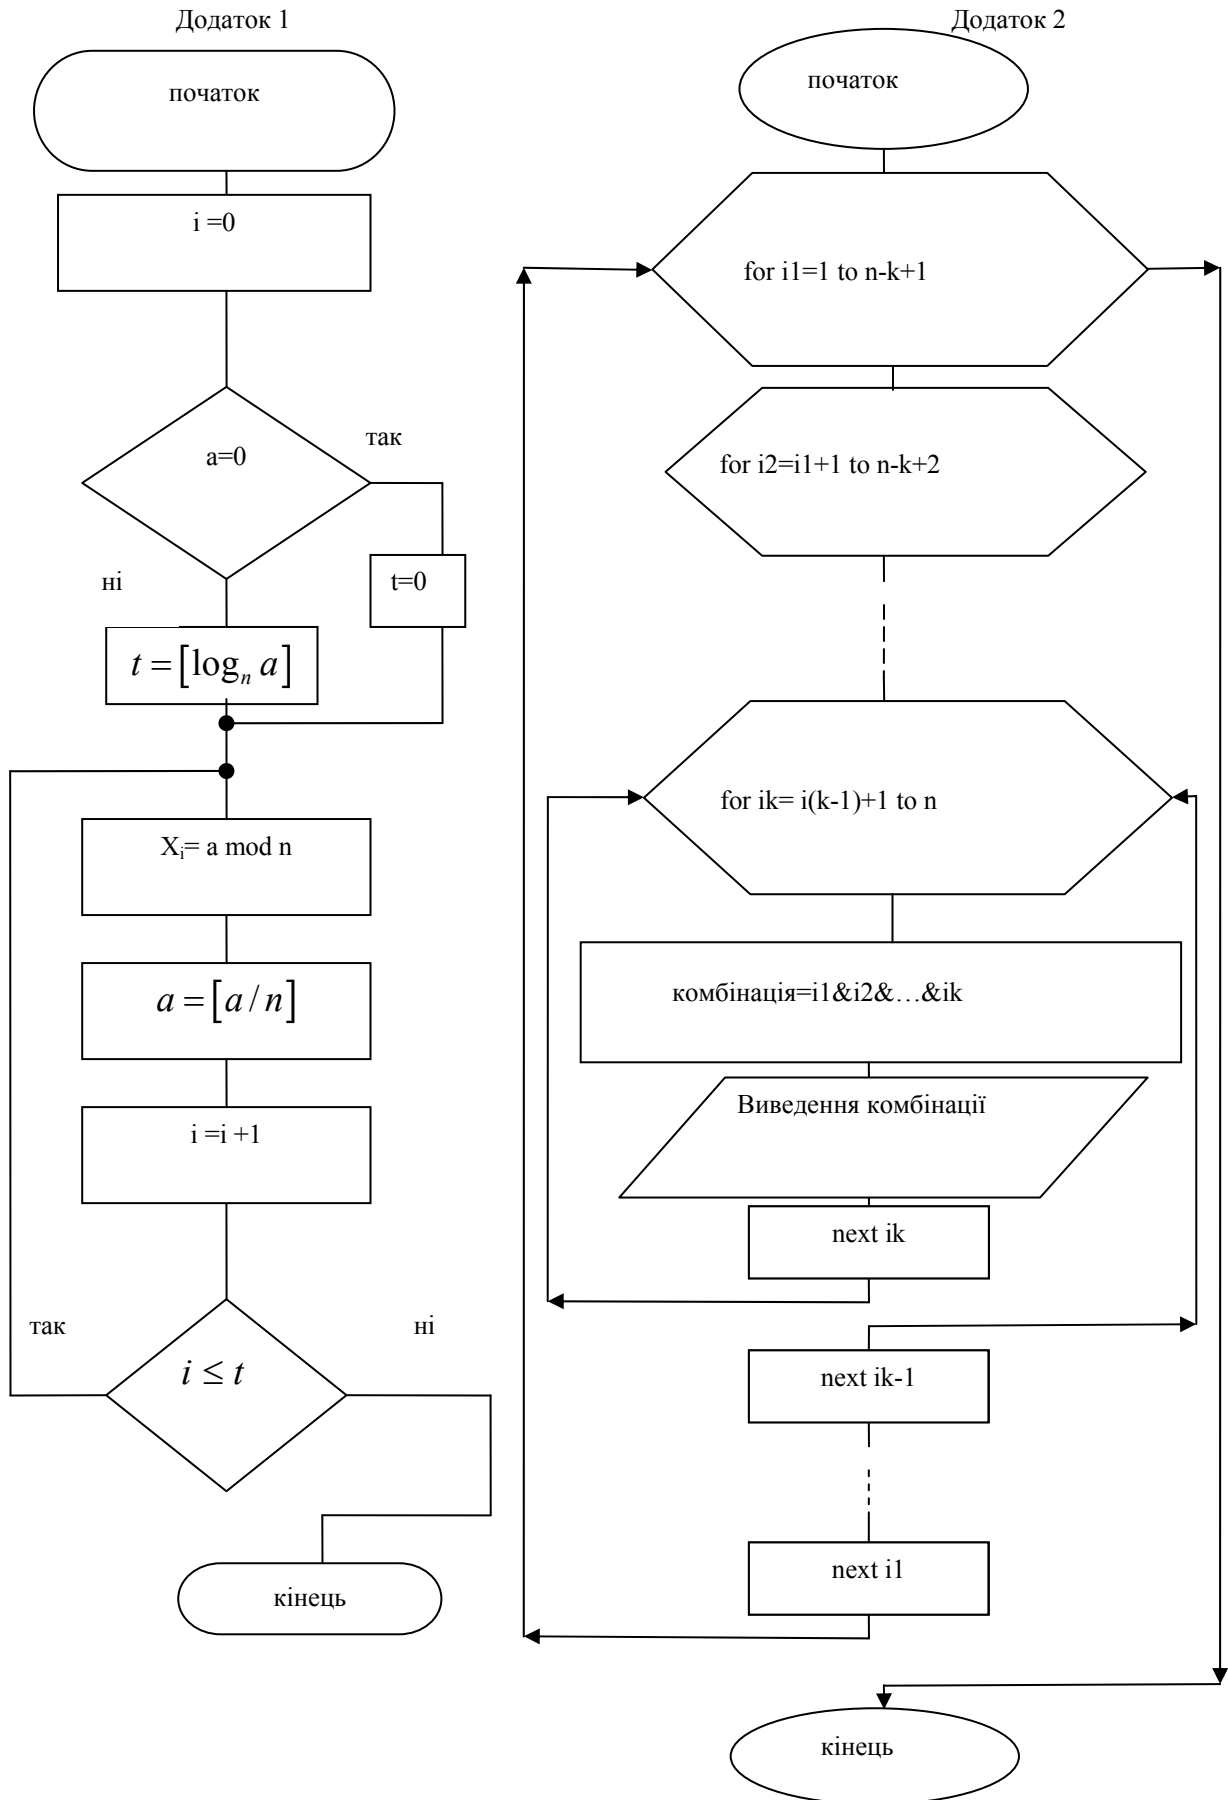 Додаток 1
початок
i =0
a=0
так
ні
t=0
t = [logₙ a]
Xᵢ= a mod n
a = [a / n]
i =i +1
так
ні
i ≤ t
кінець
Додаток 2
початок
for i1=1 to n-k+1
for i2=i1+1 to n-k+2
for ik= i(k-1)+1 to n
комбінація=i1&i2&…&ik
Виведення комбінації
next ik
next ik-1
next i1
кінець